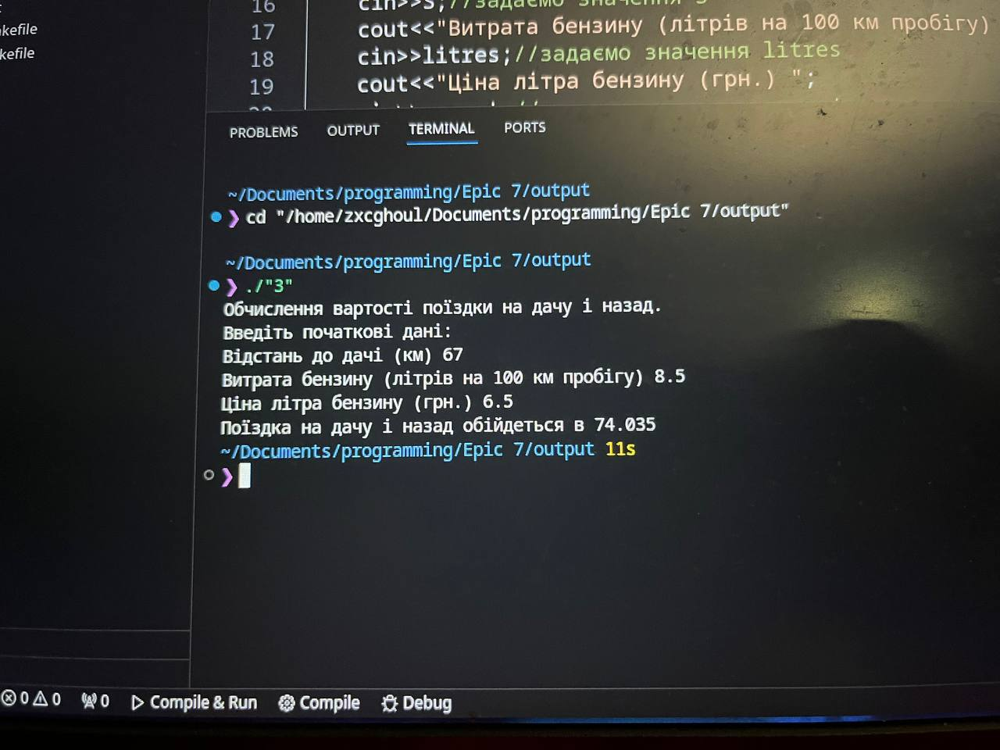 kefile
kefile
16 cin>>S;//задаємо значення S
17 cout<<"Витрата бензину (літрів на 100 км пробігу)
18 cin>>litres;//задаємо значення litres
19 cout<<"Ціна літра бензину (грн.) ";
PROBLEMS OUTPUT TERMINAL PORTS
~/Documents/programming/Epic 7/output
❯ cd "/home/zxcghoul/Documents/programming/Epic 7/output"
~/Documents/programming/Epic 7/output
❯ ./"3"
Обчислення вартості поїздки на дачу і назад.
Введіть початкові дані:
Відстань до дачі (км) 67
Витрата бензину (літрів на 100 км пробігу) 8.5
Ціна літра бензину (грн.) 6.5
Поїздка на дачу і назад обійдеться в 74.035
~/Documents/programming/Epic 7/output 11s
❯
0 0 0 Compile & Run Compile Debug